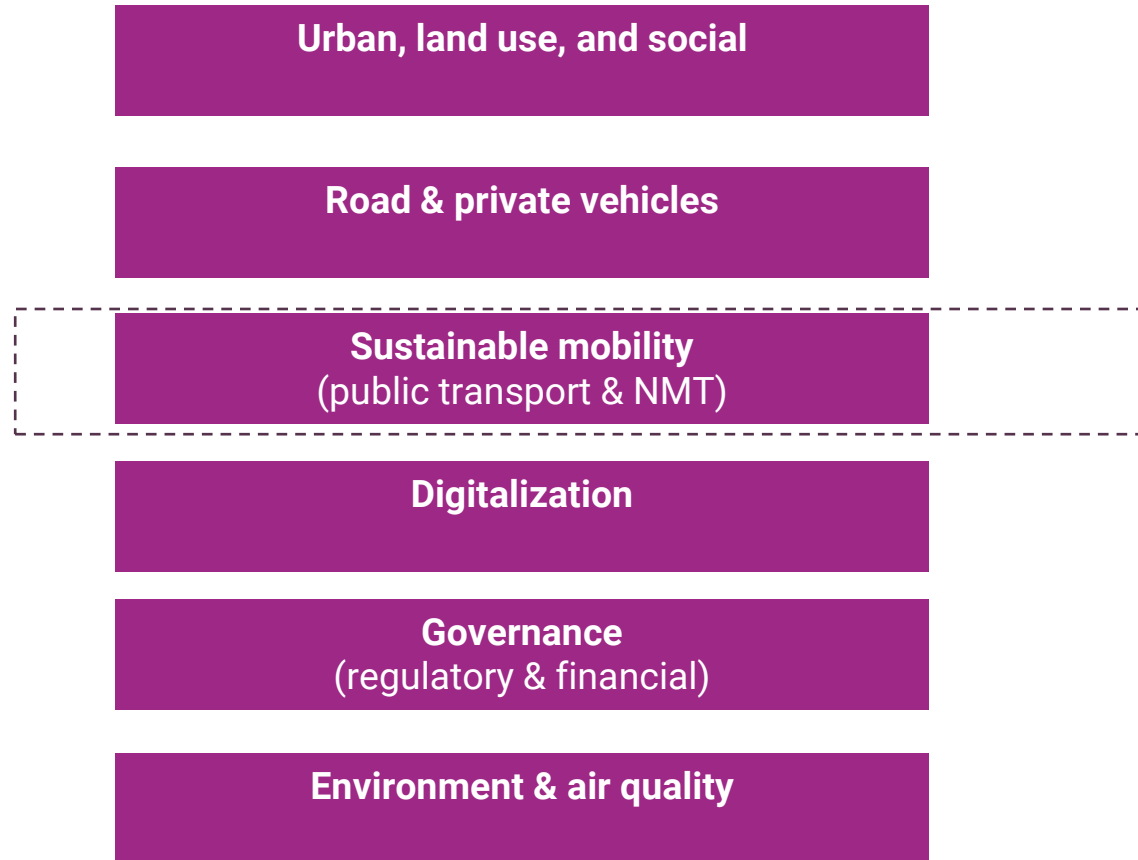 Urban, land use, and social
Road & private vehicles
Sustainable mobility
(public transport & NMT)
Digitalization
Governance
(regulatory & financial)
Environment & air quality